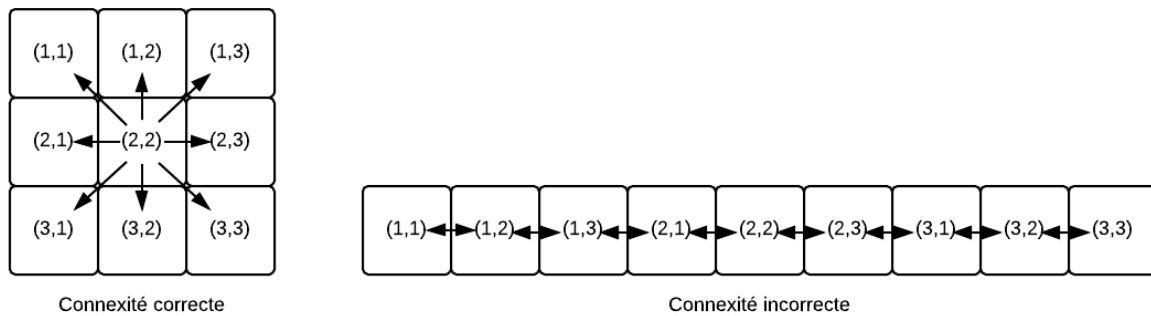 (1,1) (1,2) (1,3)
(2,1) (2,2) (2,3)
(3,1) (3,2) (3,3)
Connexité correcte
(1,1) (1,2) (1,3) (2,1) (2,2) (2,3) (3,1) (3,2) (3,3)
Connexité incorrecte